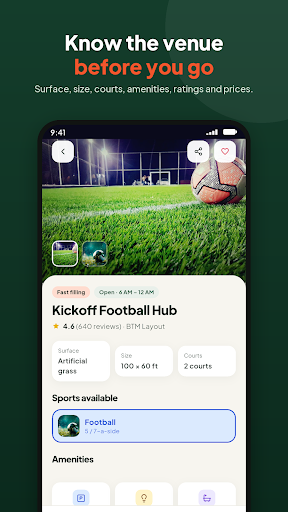 Know the venue
before you go
Surface, size, courts, amenities, ratings and prices.
9:41
Fast filling
Open · 6 AM – 12 AM
Kickoff Football Hub
★ 4.6 (640 reviews) · BTM Layout
Surface
Artificial
grass
Size
100 × 60 ft
Courts
2 courts
Sports available
Football
5 / 7-a-side
Amenities